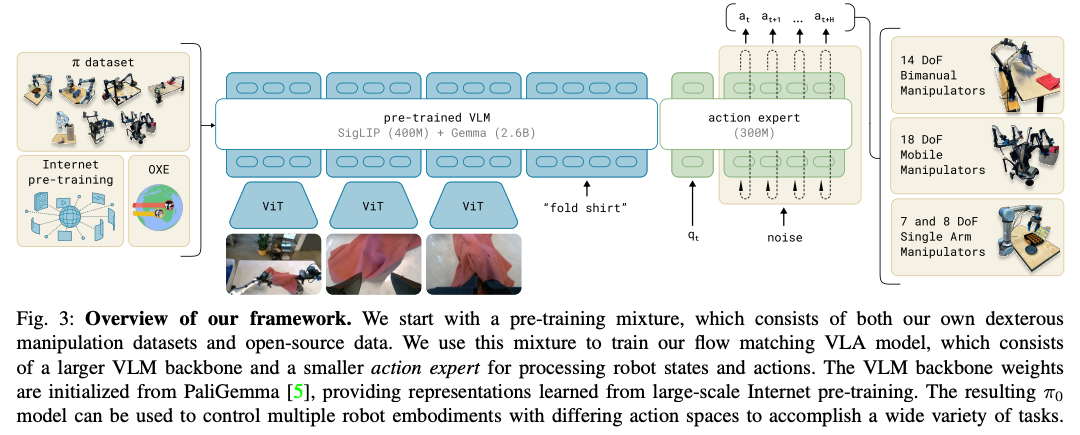 π dataset
Internet
pre-training
OXE
pre-trained VLM
SigLIP (400M) + Gemma (2.6B)
ViT
ViT
ViT
“fold shirt”
action expert
(300M)
qₜ
noise
aₜ aₜ₊₁ ... aₜ₊H
14 DoF
Bimanual
Manipulators
18 DoF
Mobile
Manipulators
7 and 8 DoF
Single Arm
Manipulators
Fig. 3: Overview of our framework. We start with a pre-training mixture, which consists of both our own dexterous
manipulation datasets and open-source data. We use this mixture to train our flow matching VLA model, which consists
of a larger VLM backbone and a smaller action expert for processing robot states and actions. The VLM backbone weights
are initialized from PaliGemma [5], providing representations learned from large-scale Internet pre-training. The resulting π₀
model can be used to control multiple robot embodiments with differing action spaces to accomplish a wide variety of tasks.